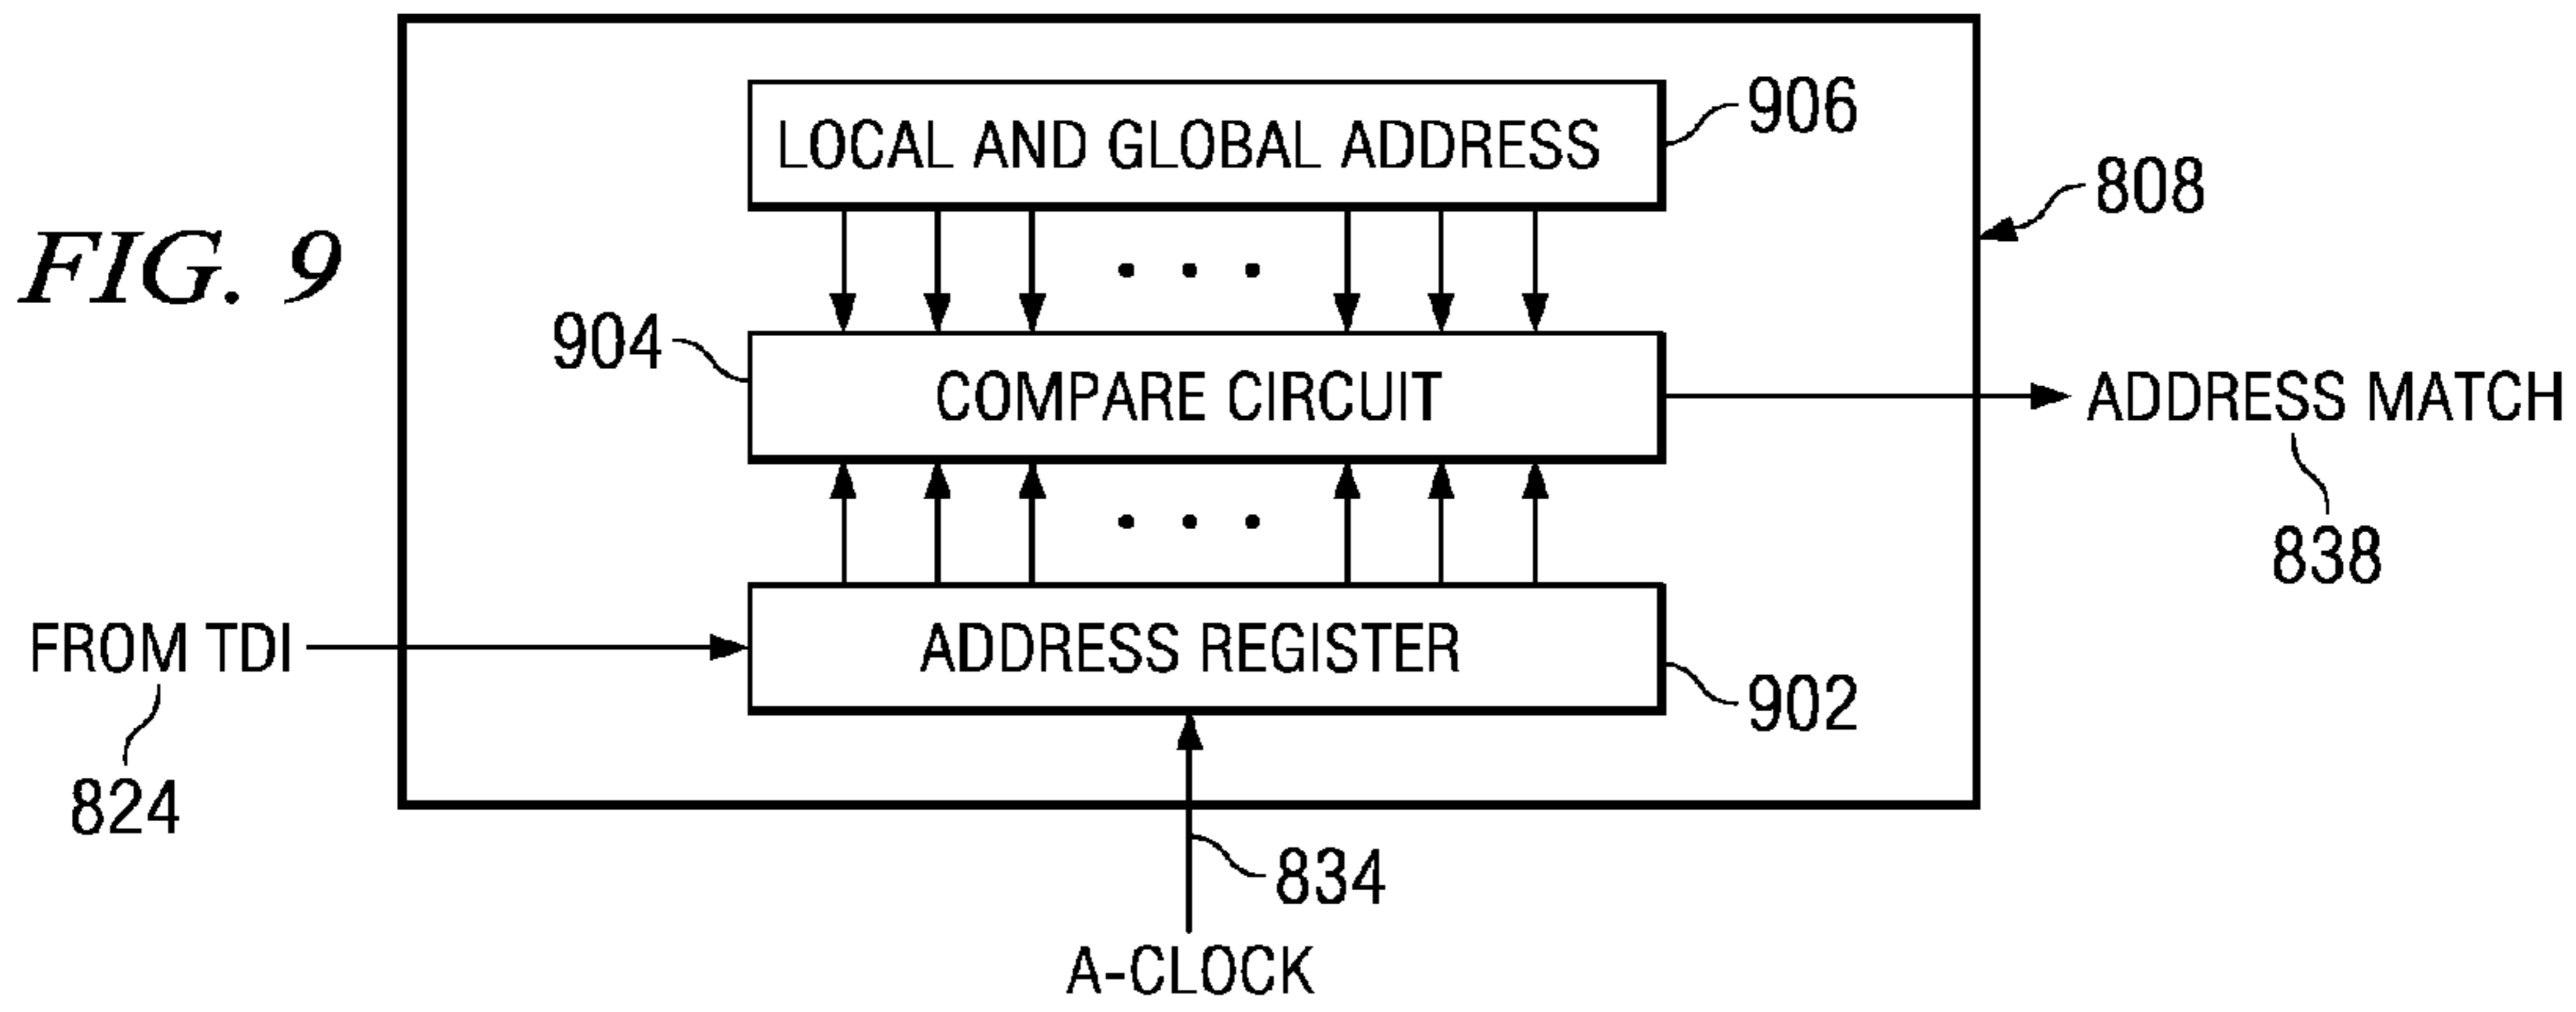 LOCAL AND GLOBAL ADDRESS
906
808
FIG. 9
904
COMPARE CIRCUIT
ADDRESS MATCH
838
FROM TDI
ADDRESS REGISTER
902
824
834
A-CLOCK